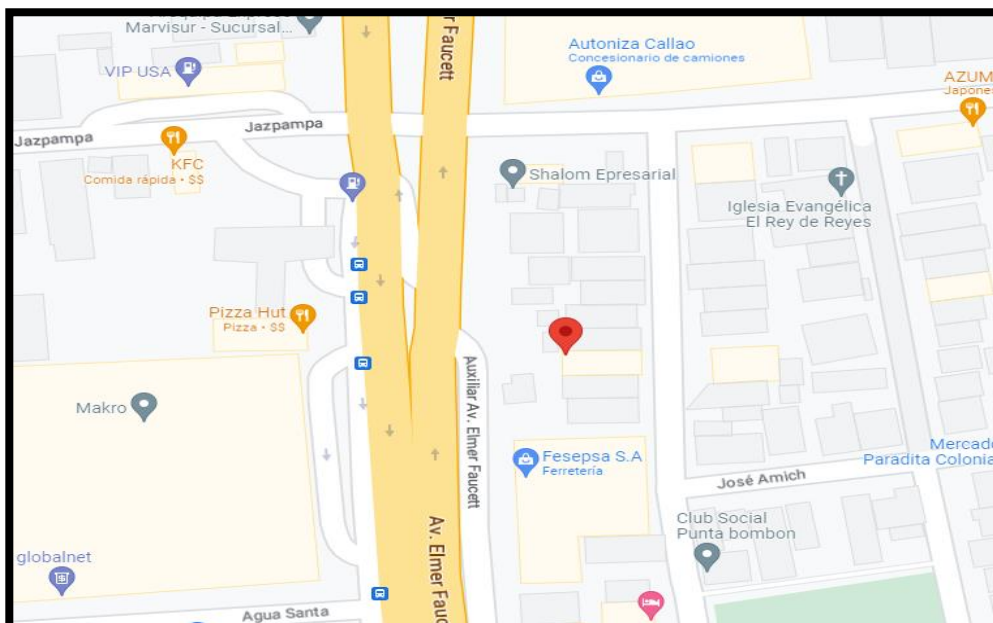 Marvisur - Sucursal...
VIP USA
Jazpampa
Jazpampa
KFC
Comida rápida • $$
Faucett
Autoniza Callao
Concesionario de camiones
AZUM
Japones
Shalom Epresarial
Iglesia Evangélica
El Rey de Reyes
Pizza Hut
Pizza • $$
Makro
Auxiliar Av. Elmer Faucett
Fesepsa S.A
Ferretería
Mercado
Paradita Colonia
José Amich
Club Social
Punta bombon
Av. Elmer Fauc
globalnet
Agua Santa